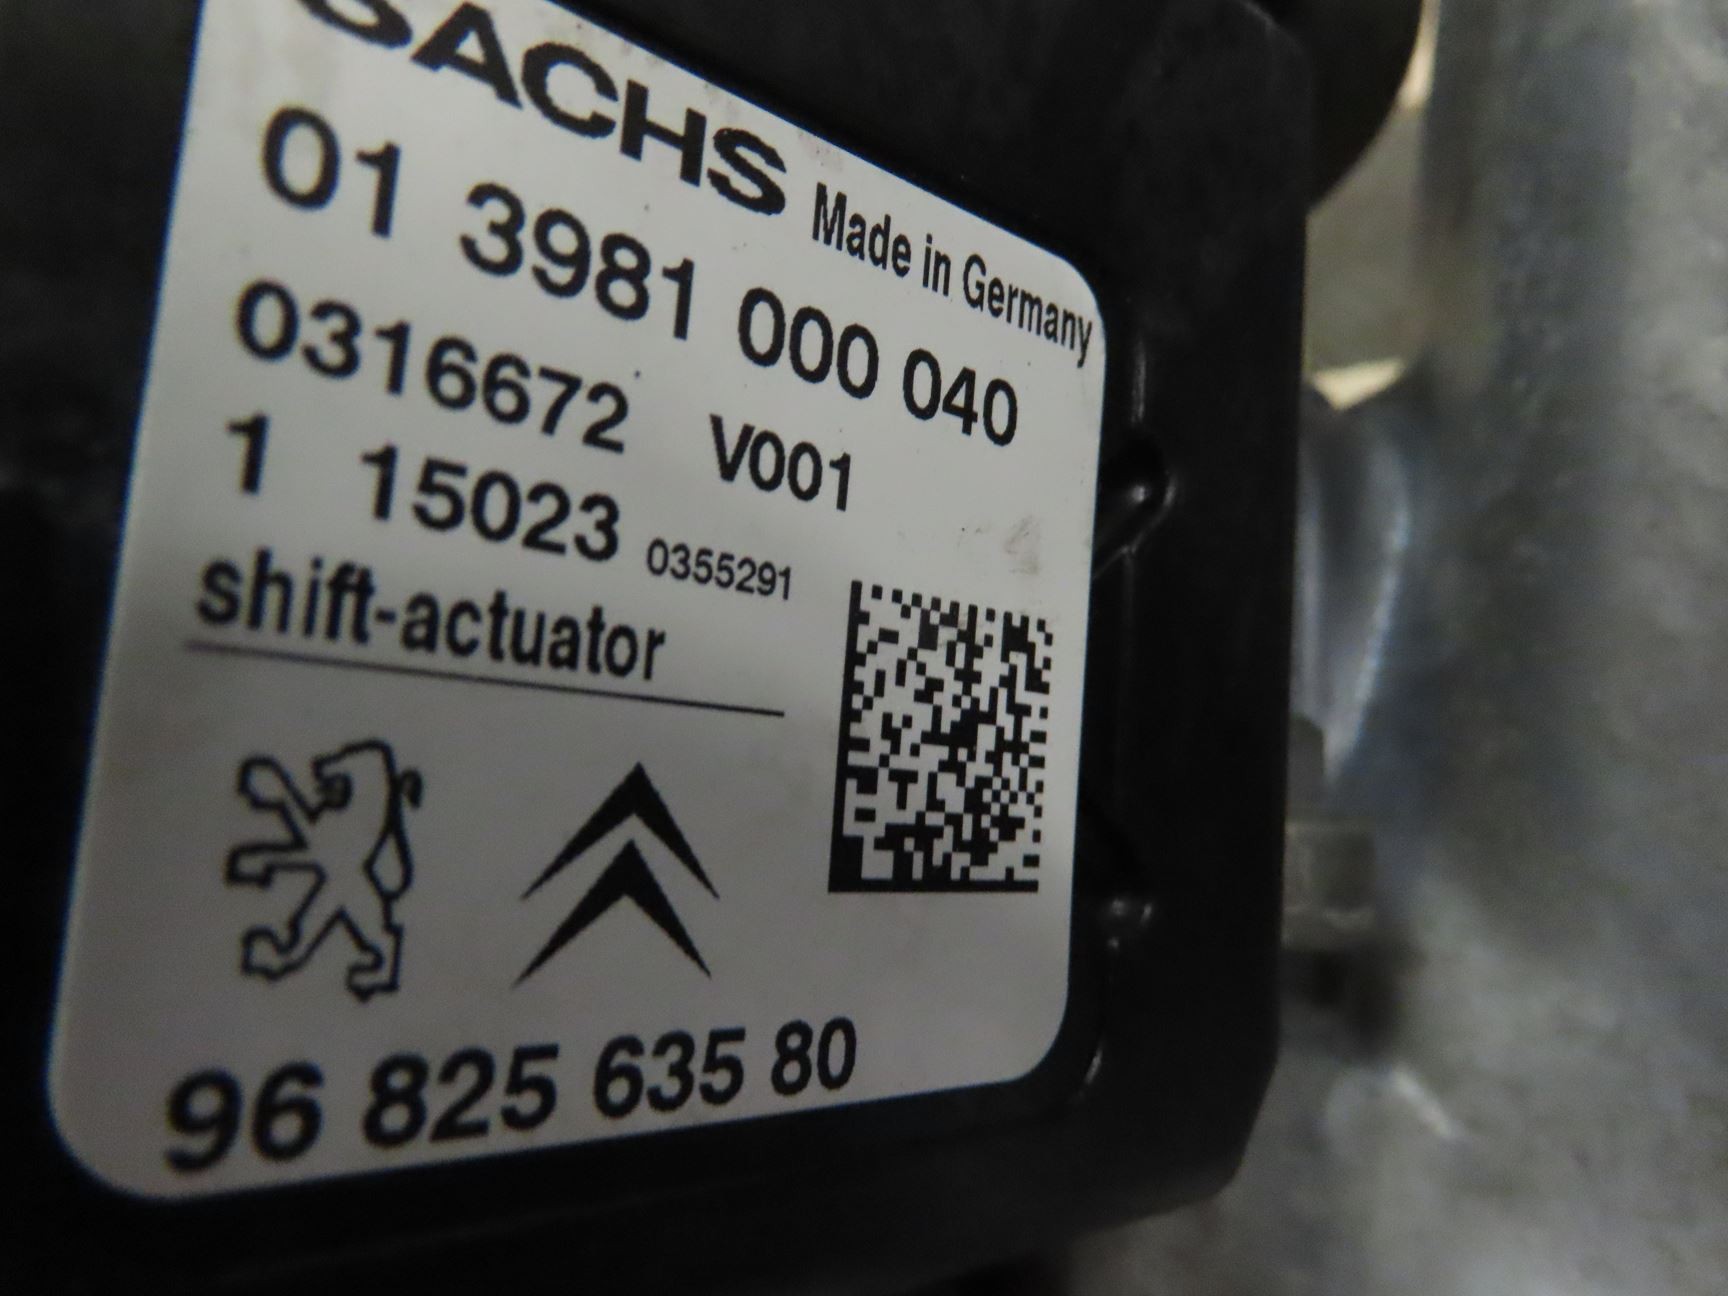 SACHS Made in Germany
01 3981 000 040
0316672 V001
1 15023 0355291
shift-actuator
96 825 635 80